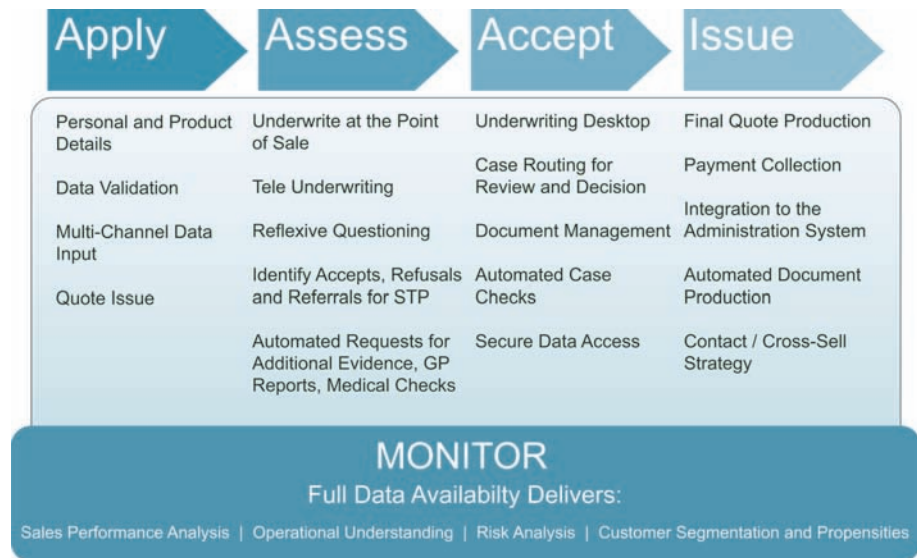 Apply
Assess
Accept
Issue
Personal and Product
Details
Data Validation
Multi-Channel Data
Input
Quote Issue
Underwrite at the Point
of Sale
Tele Underwriting
Reflexive Questioning
Identify Accepts, Refusals
and Referrals for STP
Automated Requests for
Additional Evidence, GP
Reports, Medical Checks
Underwriting Desktop
Case Routing for
Review and Decision
Document Management
Automated Case
Checks
Secure Data Access
Final Quote Production
Payment Collection
Integration to the
Administration System
Automated Document
Production
Contact / Cross-Sell
Strategy
MONITOR
Full Data Availabilty Delivers:
Sales Performance Analysis | Operational Understanding | Risk Analysis | Customer Segmentation and Propensities